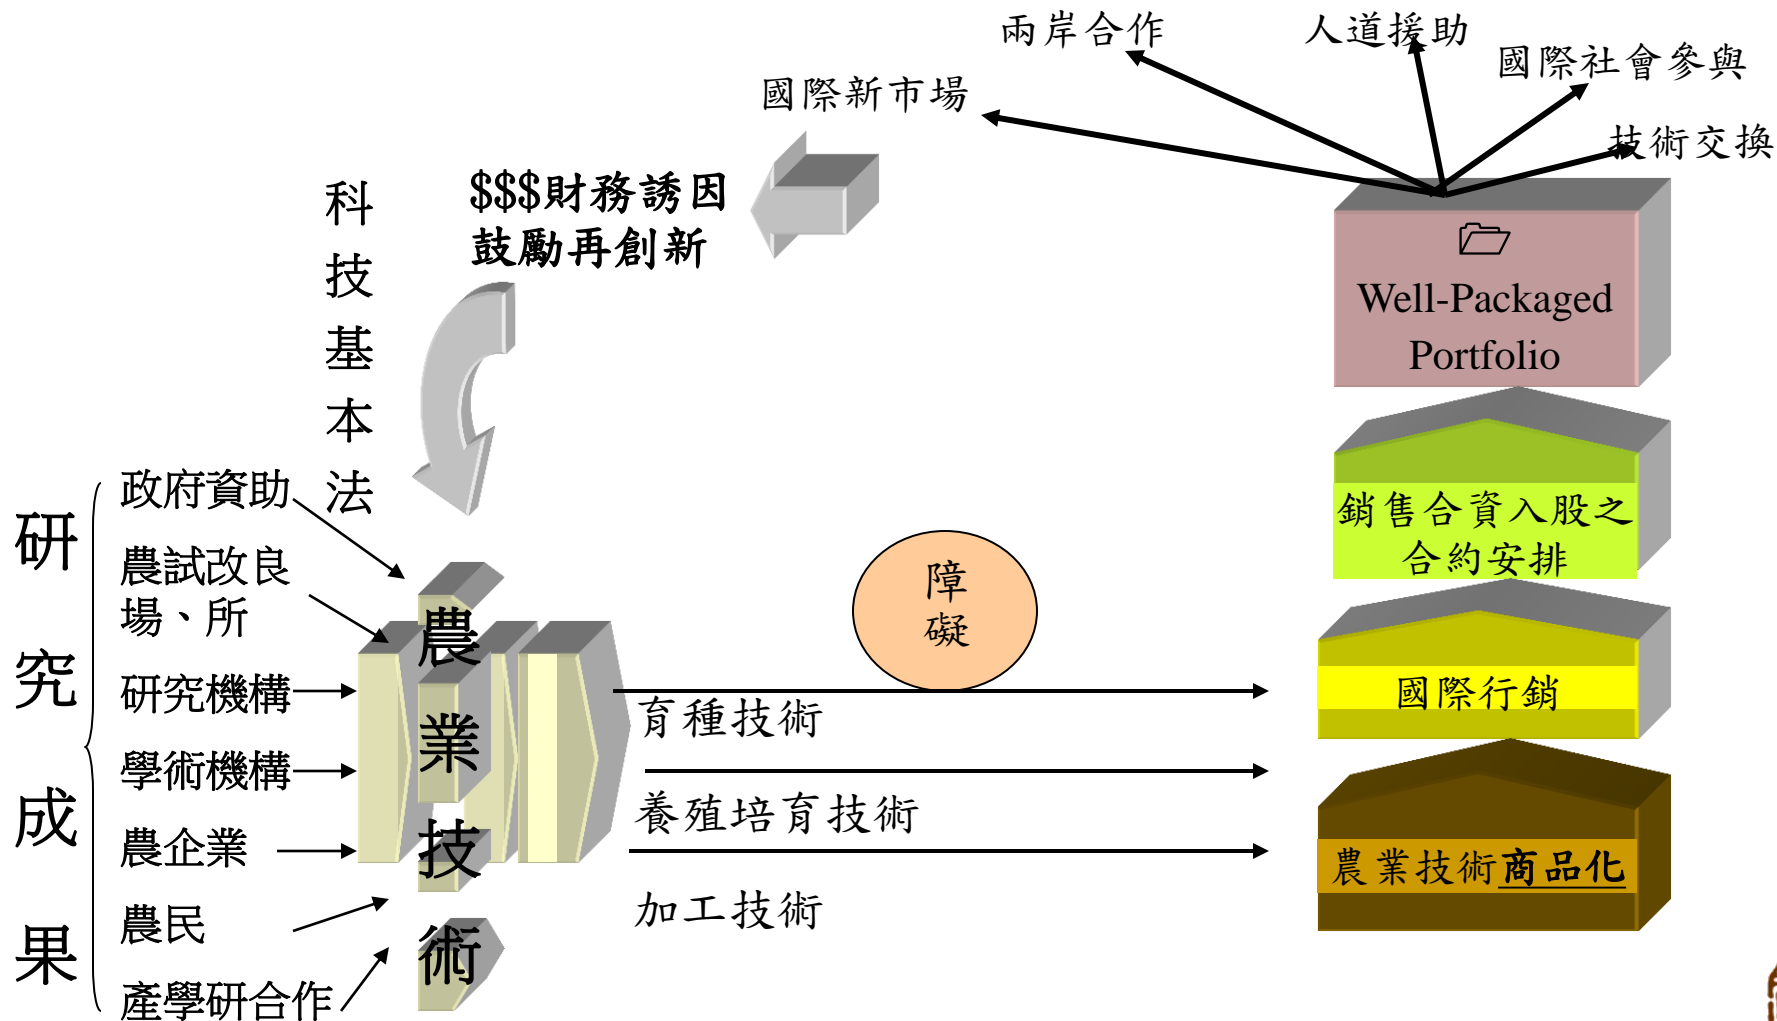 兩岸合作
人道援助
國際社會參與
國際新市場
技術交換
科技基本法
$$$財務誘因
鼓勵再創新
Well-Packaged
Portfolio
銷售合資入股之
合約安排
國際行銷
農業技術商品化
研究成果
政府資助
農試改良
場、所
研究機構
學術機構
農企業
農民
產學研合作
農業技術
障
礙
育種技術
養殖培育技術
加工技術